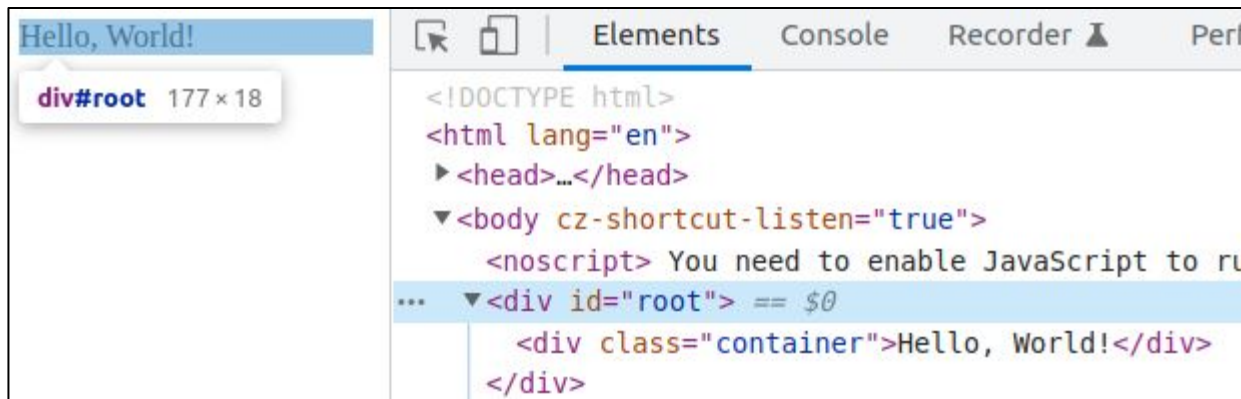 Hello, World!
div#root 177 × 18
Elements Console Recorder
<!DOCTYPE html>
<html lang="en">
<head>…</head>
<body cz-shortcut-listen="true">
<noscript> You need to enable JavaScript to
<div id="root"> == $0
<div class="container">Hello, World!</div>
</div>